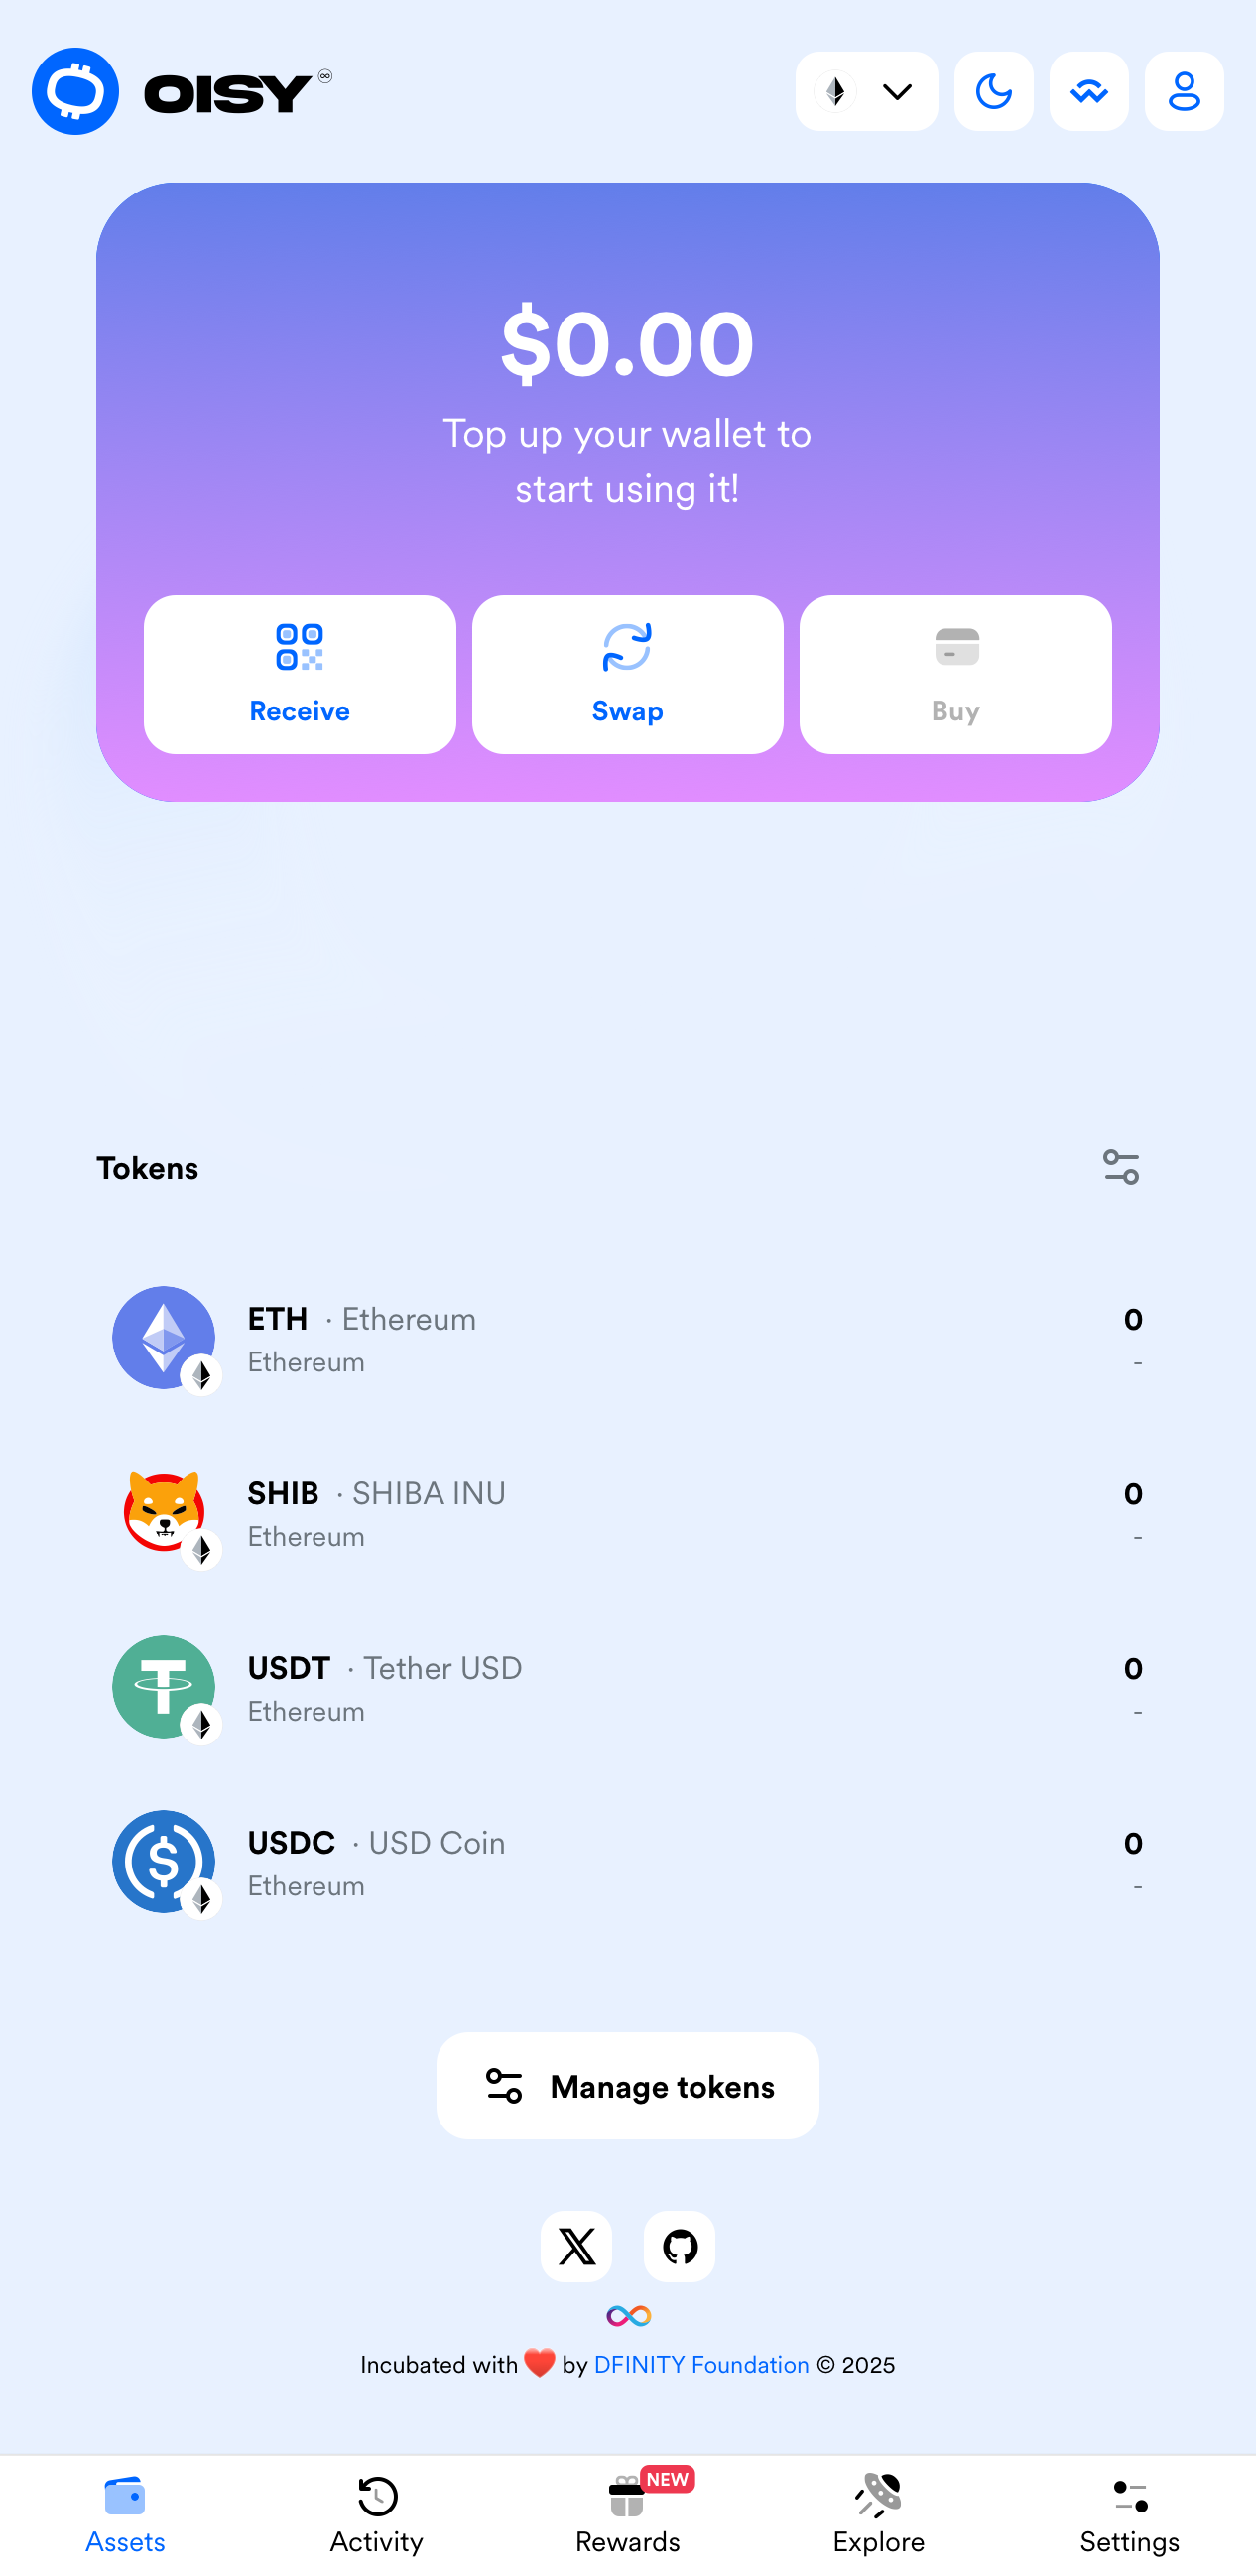 OISY
$0.00
Top up your wallet to
start using it!
Receive
Swap
Buy
Tokens
ETH · Ethereum
0
Ethereum
-
SHIB · SHIBA INU
0
Ethereum
-
USDT · Tether USD
0
Ethereum
-
USDC · USD Coin
0
Ethereum
-
Manage tokens
Incubated with ❤️ by DFINITY Foundation © 2025
NEW
Assets
Activity
Rewards
Explore
Settings